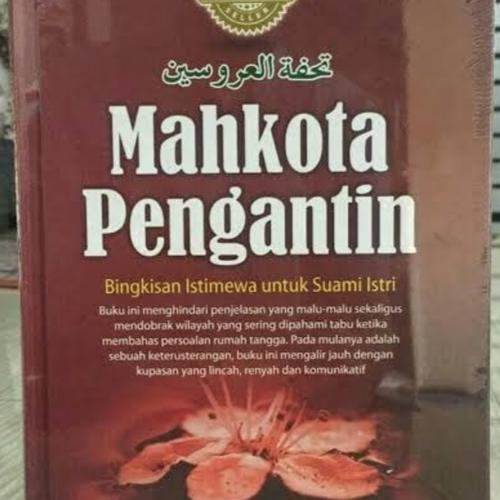 SELLER
تحفة العروسين
Mahkota
Pengantin
Bingkisan Istimewa untuk Suami Istri
Buku ini menghindari penjelasan yang malu-malu sekaligus
mendobrak wilayah yang sering dipahami tabu ketika
membahas persoalan rumah tangga. Pada mulanya adalah
sebuah keterusterangan, buku ini mengalir jauh dengan
kupasan yang lincah, renyah dan komunikatif